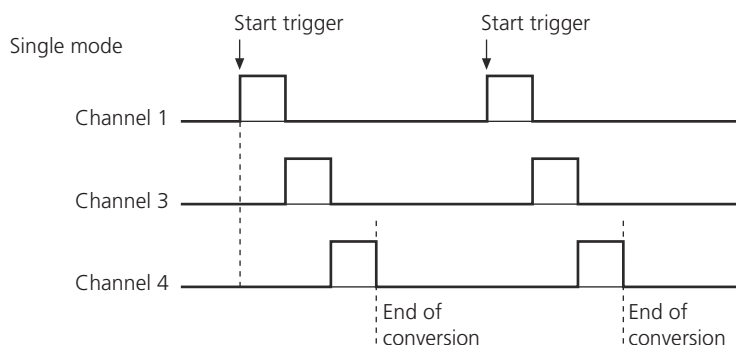 Start trigger
Start trigger
Single mode
Channel 1
Channel 3
Channel 4
End of
conversion
End of
conversion